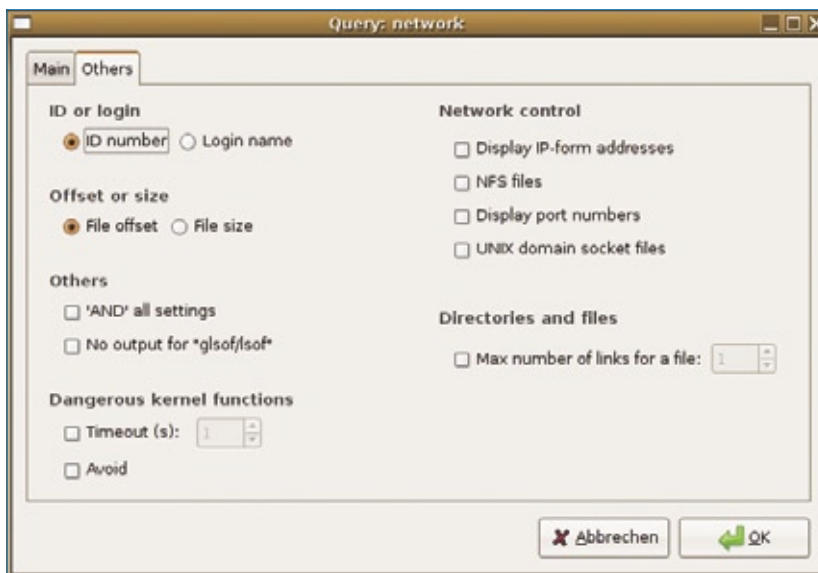 Query: network
Main
Others
ID or login
ID number
Login name
Offset or size
File offset
File size
Others
'AND' all settings
No output for "glsof/lsof"
Dangerous kernel functions
Timeout (s):
1
Avoid
Network control
Display IP-form addresses
NFS files
Display port numbers
UNIX domain socket files
Directories and files
Max number of links for a file:
1
Abbrechen
OK